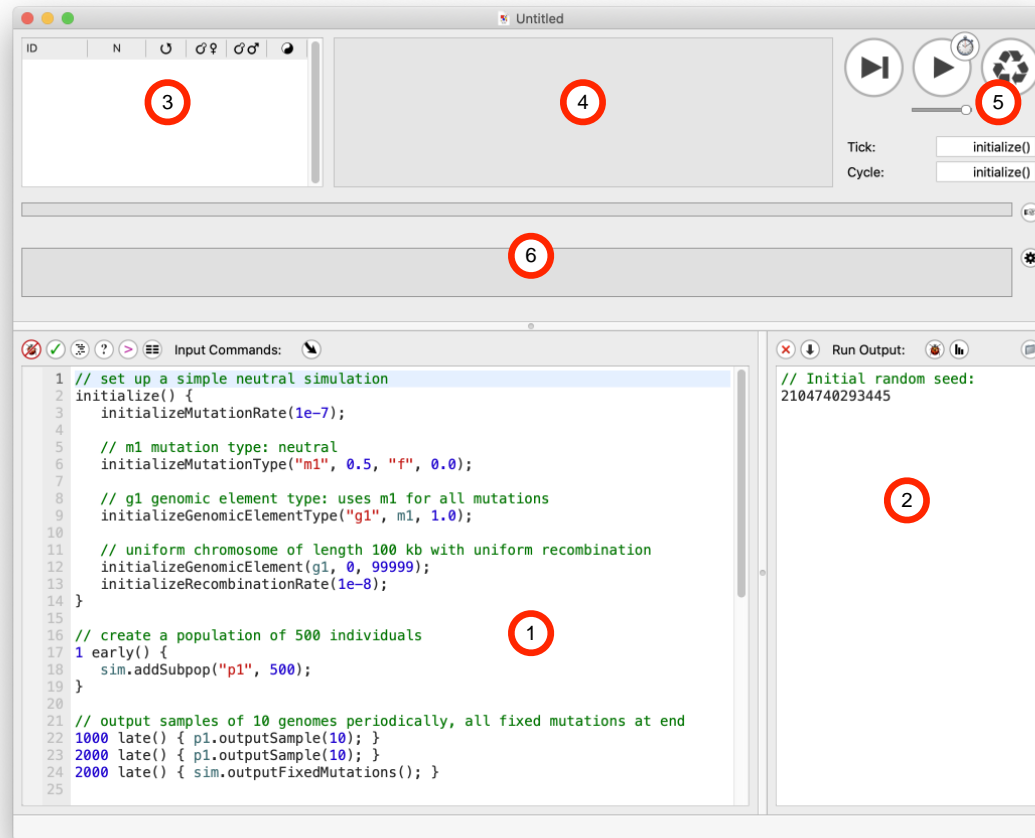 Untitled
ID N
3
4
5
Tick: initialize()
Cycle: initialize()
6
Input Commands:
Run Output:
1 // set up a simple neutral simulation
2 initialize() {
3 initializeMutationRate(1e-7);
4
5 // m1 mutation type: neutral
6 initializeMutationType("m1", 0.5, "f", 0.0);
7
8 // g1 genomic element type: uses m1 for all mutations
9 initializeGenomicElementType("g1", m1, 1.0);
10
11 // uniform chromosome of length 100 kb with uniform recombination
12 initializeGenomicElement(g1, 0, 99999);
13 initializeRecombinationRate(1e-8);
14 }
15
16 // create a population of 500 individuals
17 1 early() {
18 sim.addSubpop("p1", 500);
19 }
20
21 // output samples of 10 genomes periodically, all fixed mutations at end
22 1000 late() { p1.outputSample(10); }
23 2000 late() { p1.outputSample(10); }
24 2000 late() { sim.outputFixedMutations(); }
25
1
// Initial random seed:
2104740293445
2